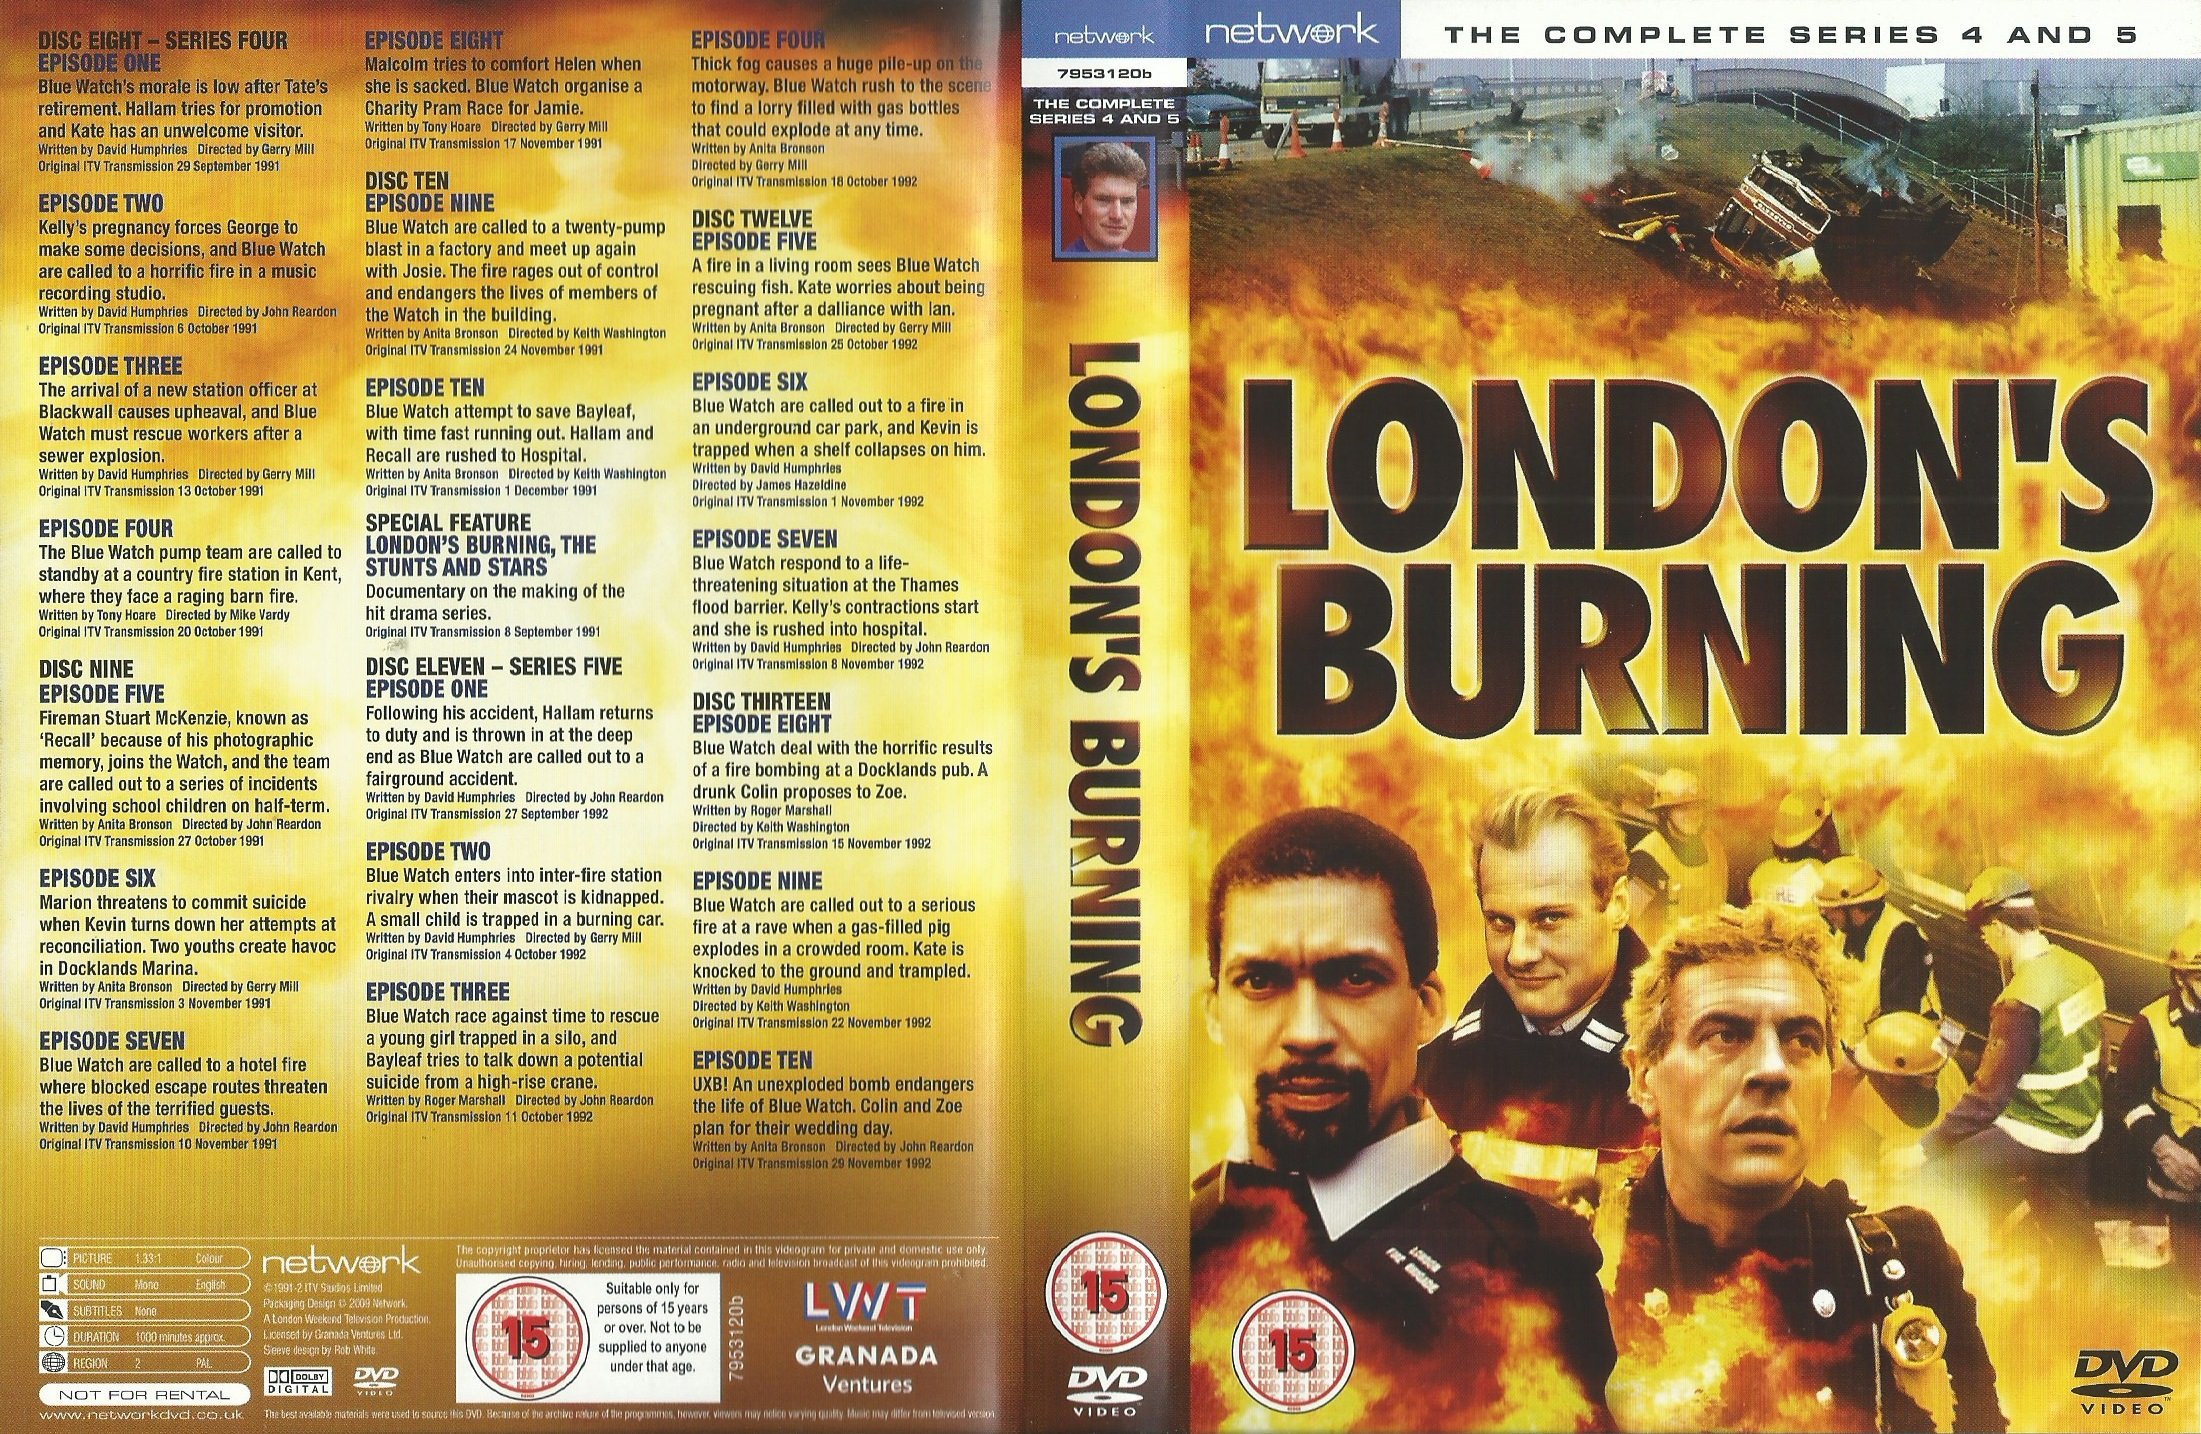 DISC EIGHT – SERIES FOUR
EPISODE ONE
Blue Watch's morale is low after Tate's
retirement. Hallam tries for promotion
and Kate has an unwelcome visitor.
Written by David Humphries Directed by Gerry Mill
Original ITV Transmission 29 September 1991
EPISODE TWO
Kelly's pregnancy forces George to
make some decisions, and Blue Watch
are called to a horrific fire in a music
recording studio.
Written by David Humphries Directed by John Reardon
Original ITV Transmission 6 October 1991
EPISODE THREE
The arrival of a new station officer at
Blackwall causes upheaval, and Blue
Watch must rescue workers after a
sewer explosion.
Written by David Humphries Directed by Gerry Mill
Original ITV Transmission 13 October 1991
EPISODE FOUR
The Blue Watch pump team are called to
standby at a country fire station in Kent,
where they face a raging barn fire.
Written by Tony Hoare Directed by Mike Vardy
Original ITV Transmission 20 October 1991
DISC NINE
EPISODE FIVE
Fireman Stuart McKenzie, known as
'Recall' because of his photographic
memory, joins the Watch, and the team
are called out to a series of incidents
involving school children on half-term.
Written by Anita Bronson Directed by John Reardon
Original ITV Transmission 27 October 1991
EPISODE SIX
Marion threatens to commit suicide
when Kevin turns down her attempts at
reconciliation. Two youths create havoc
in Docklands Marina.
Written by Anita Bronson Directed by Gerry Mill
Original ITV Transmission 3 November 1991
EPISODE SEVEN
Blue Watch are called to a hotel fire
where blocked escape routes threaten
the lives of the terrified guests.
Written by David Humphries Directed by John Reardon
Original ITV Transmission 10 November 1991
EPISODE EIGHT
Malcolm tries to comfort Helen when
she is sacked. Blue Watch organise a
Charity Pram Race for Jamie.
Written by Tony Hoare Directed by Gerry Mill
Original ITV Transmission 17 November 1991
DISC TEN
EPISODE NINE
Blue Watch are called to a twenty-pump
blast in a factory and meet up again
with Josie. The fire rages out of control
and endangers the lives of members of
the Watch in the building.
Written by Anita Bronson Directed by Keith Washington
Original ITV Transmission 24 November 1991
EPISODE TEN
Blue Watch attempt to save Bayleaf,
with time fast running out. Hallam and
Recall are rushed to Hospital.
Written by Anita Bronson Directed by Keith Washington
Original ITV Transmission 1 December 1991
SPECIAL FEATURE
LONDON'S BURNING, THE
STUNTS AND STARS
Documentary on the making of the
hit drama series.
Original ITV Transmission 8 September 1991
DISC ELEVEN – SERIES FIVE
EPISODE ONE
Following his accident, Hallam returns
to duty and is thrown in at the deep
end as Blue Watch are called out to a
fairground accident.
Written by David Humphries Directed by John Reardon
Original ITV Transmission 27 September 1992
EPISODE TWO
Blue Watch enters into inter-fire station
rivalry when their mascot is kidnapped.
A small child is trapped in a burning car.
Written by David Humphries Directed by Gerry Mill
Original ITV Transmission 4 October 1992
EPISODE THREE
Blue Watch race against time to rescue
a young girl trapped in a silo, and
Bayleaf tries to talk down a potential
suicide from a high-rise crane.
Written by Roger Marshall Directed by John Reardon
Original ITV Transmission 11 October 1992
EPISODE FOUR
Thick fog causes a huge pile-up on the
motorway. Blue Watch rush to the scene
to find a lorry filled with gas bottles
that could explode at any time.
Written by Anita Bronson
Directed by Gerry Mill
Original ITV Transmission 18 October 1992
DISC TWELVE
EPISODE FIVE
A fire in a living room sees Blue Watch
rescuing fish. Kate worries about being
pregnant after a dalliance with Ian.
Written by Anita Bronson Directed by Gerry Mill
Original ITV Transmission 25 October 1992
EPISODE SIX
Blue Watch are called out to a fire in
an underground car park, and Kevin is
trapped when a shelf collapses on him.
Written by David Humphries
Directed by James Hazeldine
Original ITV Transmission 1 November 1992
EPISODE SEVEN
Blue Watch respond to a life-
threatening situation at the Thames
flood barrier. Kelly's contractions start
and she is rushed into hospital.
Written by David Humphries Directed by John Reardon
Original ITV Transmission 8 November 1992
DISC THIRTEEN
EPISODE EIGHT
Blue Watch deal with the horrific results
of a fire bombing at a Docklands pub. A
drunk Colin proposes to Zoe.
Written by Roger Marshall
Directed by Keith Washington
Original ITV Transmission 15 November 1992
EPISODE NINE
Blue Watch are called out to a serious
fire at a rave when a gas-filled pig
explodes in a crowded room. Kate is
knocked to the ground and trampled.
Written by David Humphries
Directed by Keith Washington
Original ITV Transmission 22 November 1992
EPISODE TEN
UXB! An unexploded bomb endangers
the life of Blue Watch. Colin and Zoe
plan for their wedding day.
Written by Anita Bronson Directed by John Reardon
Original ITV Transmission 29 November 1992
PICTURE 1.33:1 Colour
SOUND Mono English
SUBTITLES None
DURATION 1000 minutes approx.
REGION 2 PAL
NOT FOR RENTAL
www.networkdvd.co.uk
network
© 1991-2 ITV Studios Limited
Packaging Design © 2009 Network.
A London Weekend Television Production.
Licensed by Granada Ventures Ltd.
Sleeve design by Rob White.
DOLBY
DIGITAL
DVD
VIDEO
The copyright proprietor has licensed the material contained in this videogram for private and domestic use only.
Unauthorised copying, hiring, lending, public performance, radio and television broadcast of this videogram prohibited.
15
Suitable only for
persons of 15 years
or over. Not to be
supplied to anyone
under that age.
7953120b
LWT
London Weekend Television
GRANADA
Ventures
The best available materials were used to source this DVD. Because of the archive nature of the programmes, however, viewers may notice varying quality. Music may differ from televised version.
network
7953120b
THE COMPLETE
SERIES 4 AND 5
LONDON'S BURNING
15
DVD
VIDEO
network
THE COMPLETE SERIES 4 AND 5
LONDON'S
BURNING
LONDON
FIRE BRIGADE
15
DVD
VIDEO